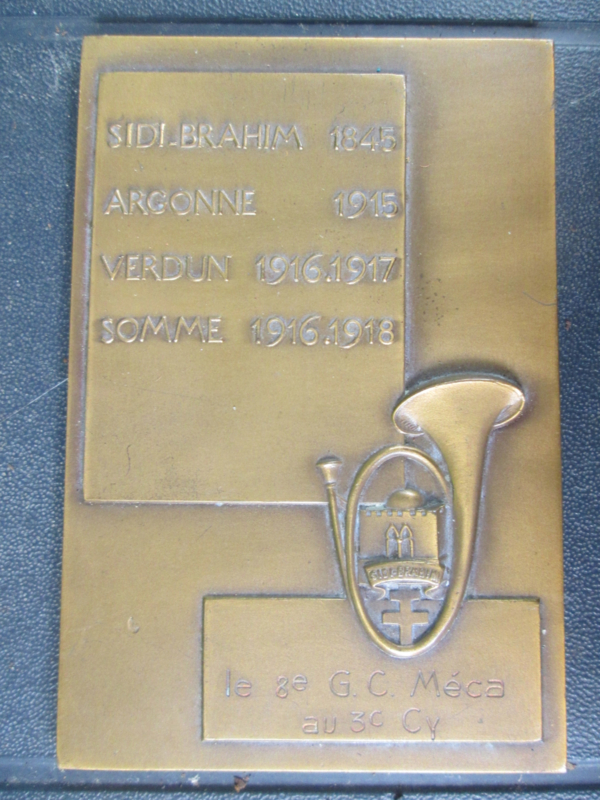 SIDI-BRAHIM 1845
ARGONNE 1915
VERDUN 1916.1917
SOMME 1916.1918
le 8e G.C. Méca
au 3e Cy